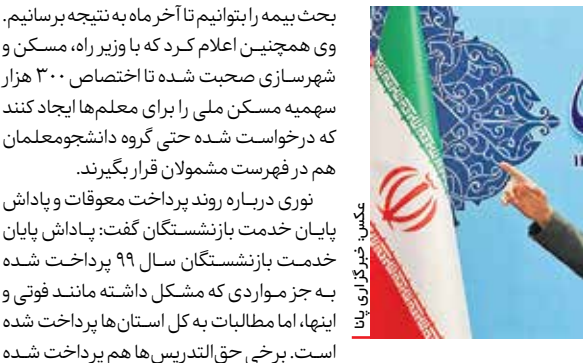 بحث بیمه را بتوانیم تا آخر ماه به نتیجه برسانیم.
وی همچنین اعلام کرد که با وزیر راه، مسکن و
شهرسازی صحبت شده تا اختصاص ۳۰۰ هزار
سهمیه مسکن ملی را برای معلم‌ها ایجاد کنند
که درخواست شده حتی گروه دانشجومعلمان
هم در فهرست مشمولان قرار بگیرند.
نوری درباره روند پرداخت معوقات و پاداش
پایان خدمت بازنشستگان گفت: پاداش پایان
خدمت بازنشستگان سال ۹۹ پرداخت شده
به جز مواردی که مشکل داشته مانند فوتی و
اینها، اما مطالبات به کل استان‌ها پرداخت شده
است. برخی حق‌التدریس‌ها هم پرداخت شده
عکس: خبرگزاری پانا